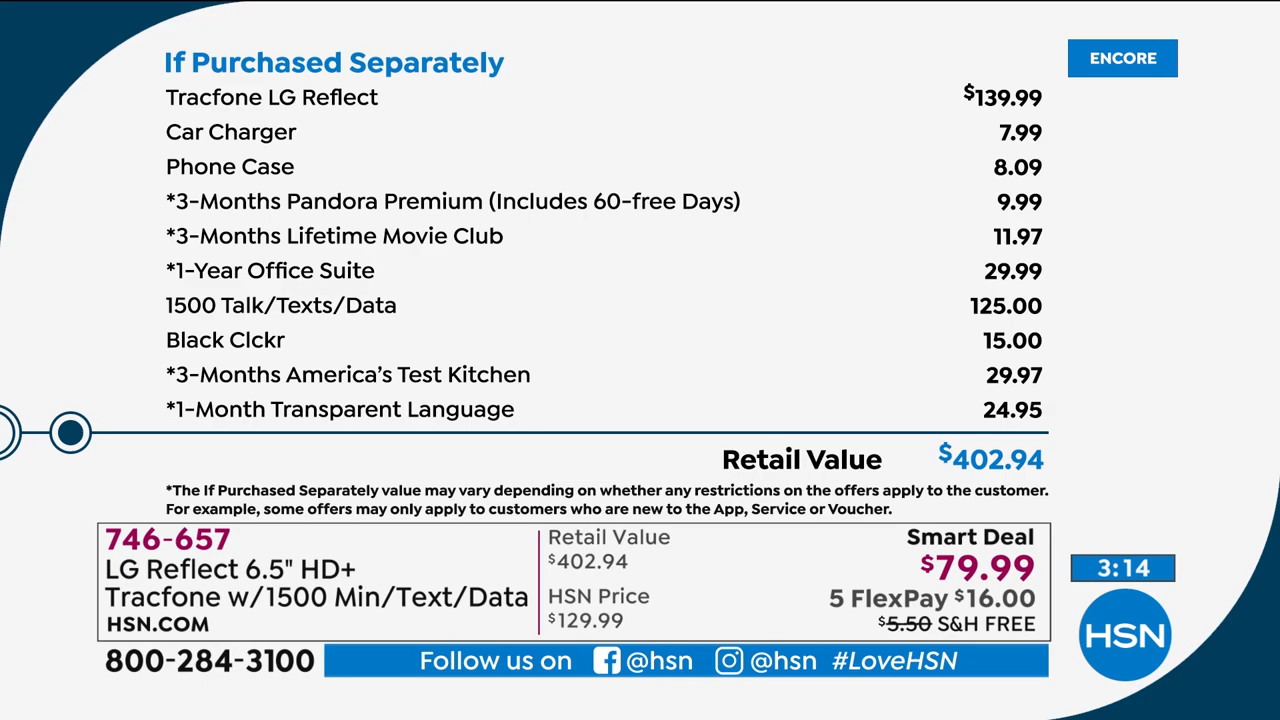 If Purchased Separately
ENCORE
Tracfone LG Reflect $139.99
Car Charger 7.99
Phone Case 8.09
*3-Months Pandora Premium (Includes 60-free Days) 9.99
*3-Months Lifetime Movie Club 11.97
*1-Year Office Suite 29.99
1500 Talk/Texts/Data 125.00
Black Clckr 15.00
*3-Months America's Test Kitchen 29.97
*1-Month Transparent Language 24.95
Retail Value $402.94
*The If Purchased Separately value may vary depending on whether any restrictions on the offers apply to the customer.
For example, some offers may only apply to customers who are new to the App, Service or Voucher.
746-657
LG Reflect 6.5" HD+
Tracfone w/1500 Min/Text/Data
HSN.COM
Retail Value
$402.94
HSN Price
$129.99
Smart Deal
$79.99
5 FlexPay $16.00
$5.50 S&H FREE
3:14
HSN
800-284-3100
Follow us on @hsn @hsn #LoveHSN